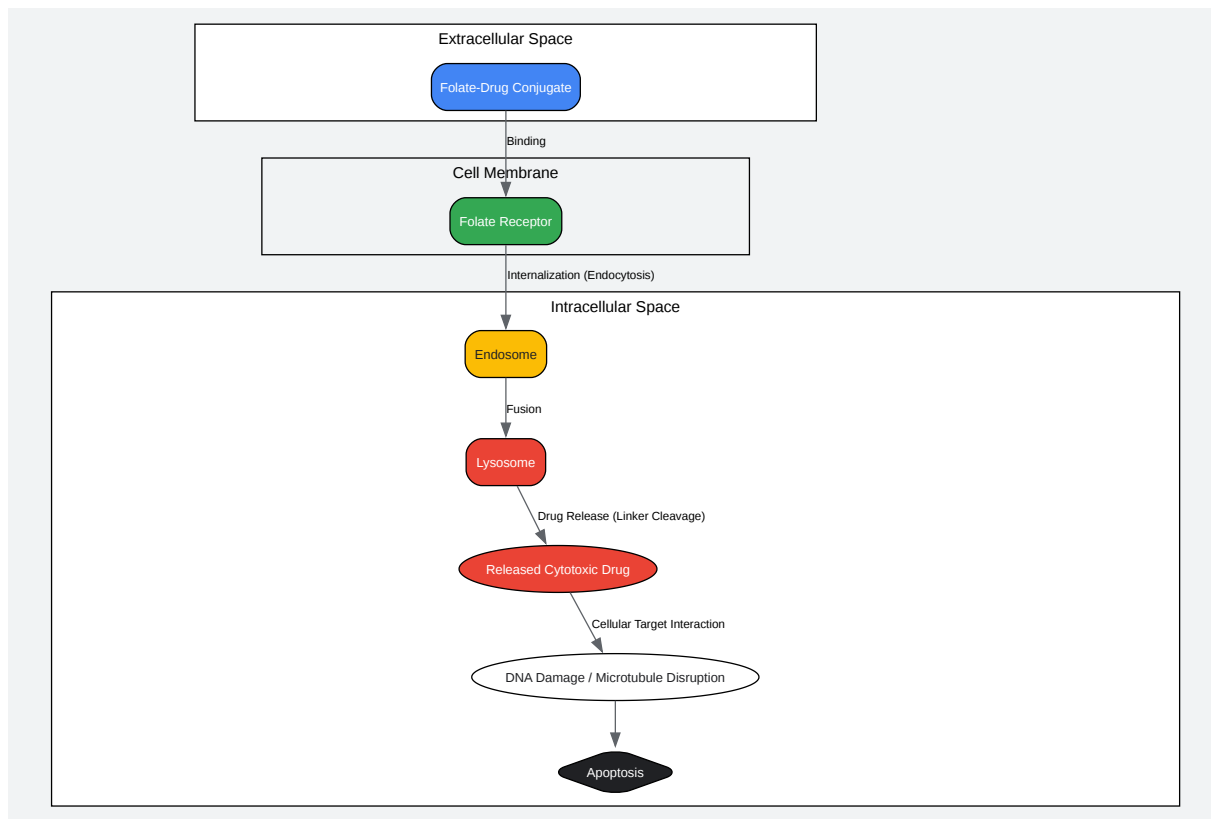 Extracellular Space
Folate-Drug Conjugate
Binding
Cell Membrane
Folate Receptor
Internalization (Endocytosis)
Intracellular Space
Endosome
Fusion
Lysosome
Drug Release (Linker Cleavage)
Released Cytotoxic Drug
Cellular Target Interaction
DNA Damage / Microtubule Disruption
Apoptosis